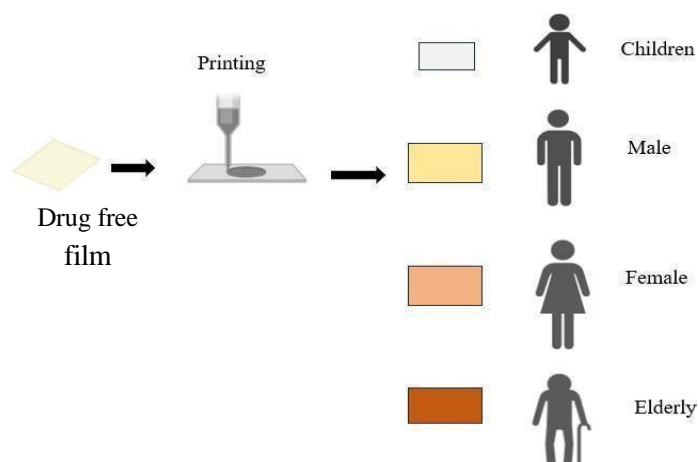 Printing
Drug free
film
Children
Male
Female
Elderly